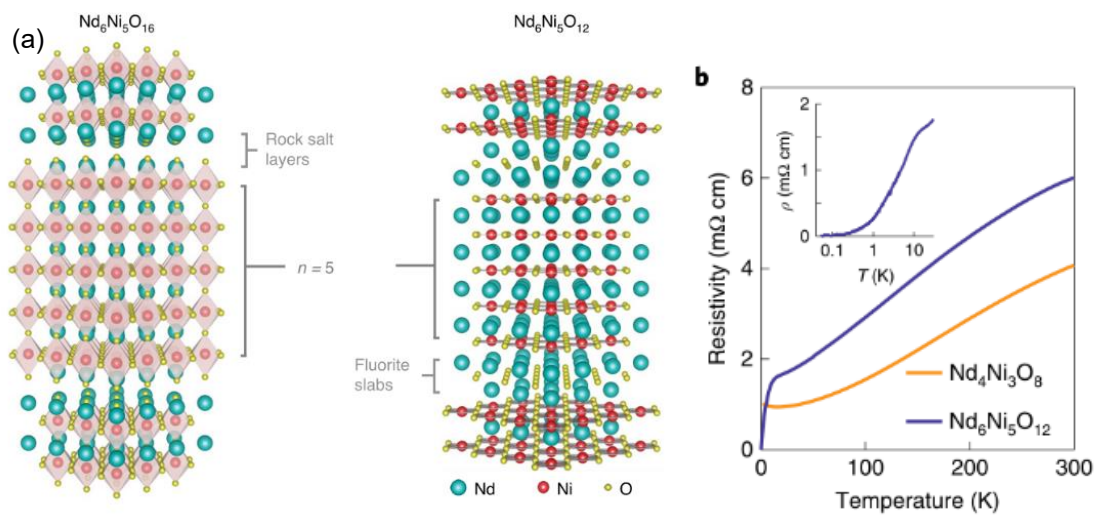 Nd₆Ni₅O₁₆
Nd₆Ni₅O₁₂
(a)
Rock salt
layers
n = 5
Fluorite
slabs
Nd
Ni
O
b
Resistivity (mΩ cm)
8
6
4
2
0
0
100
200
300
Temperature (K)
ρ (mΩ cm)
2
1
0
0.1
1
10
T (K)
Nd₄Ni₃O₈
Nd₆Ni₅O₁₂